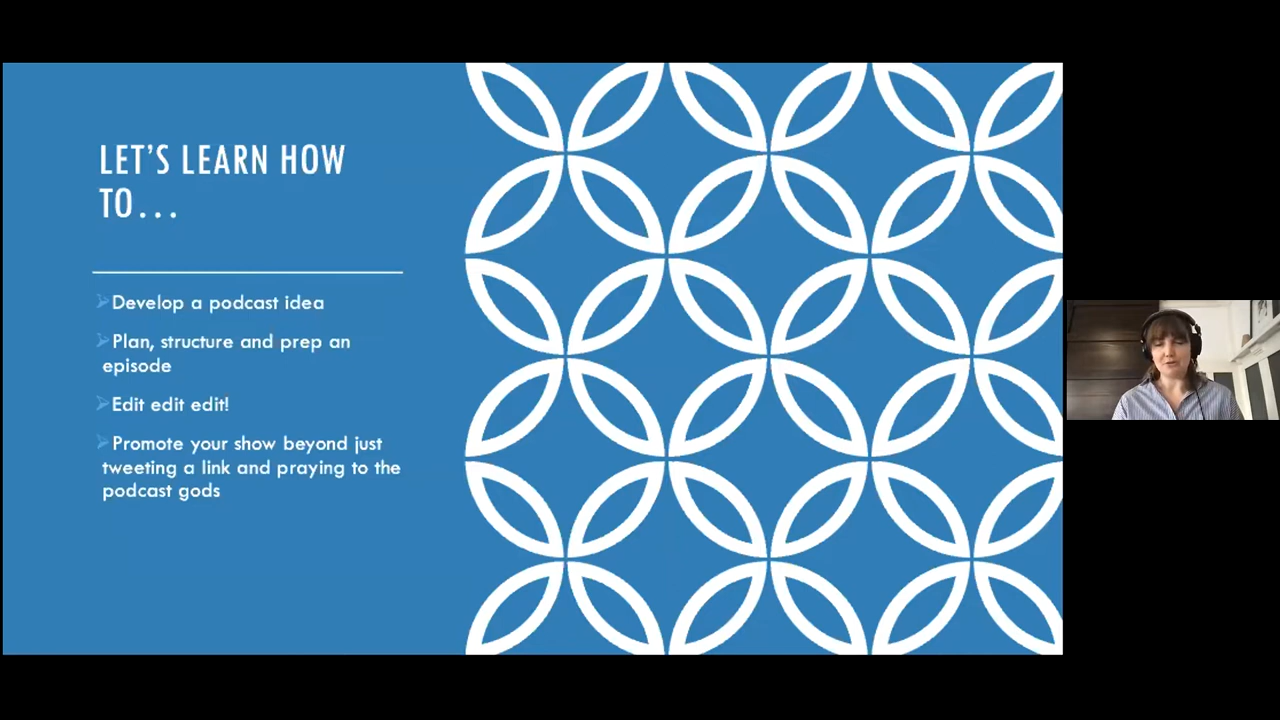 LET'S LEARN HOW
TO...
Develop a podcast idea
Plan, structure and prep an
episode
Edit edit edit!
Promote your show beyond just
tweeting a link and praying to the
podcast gods